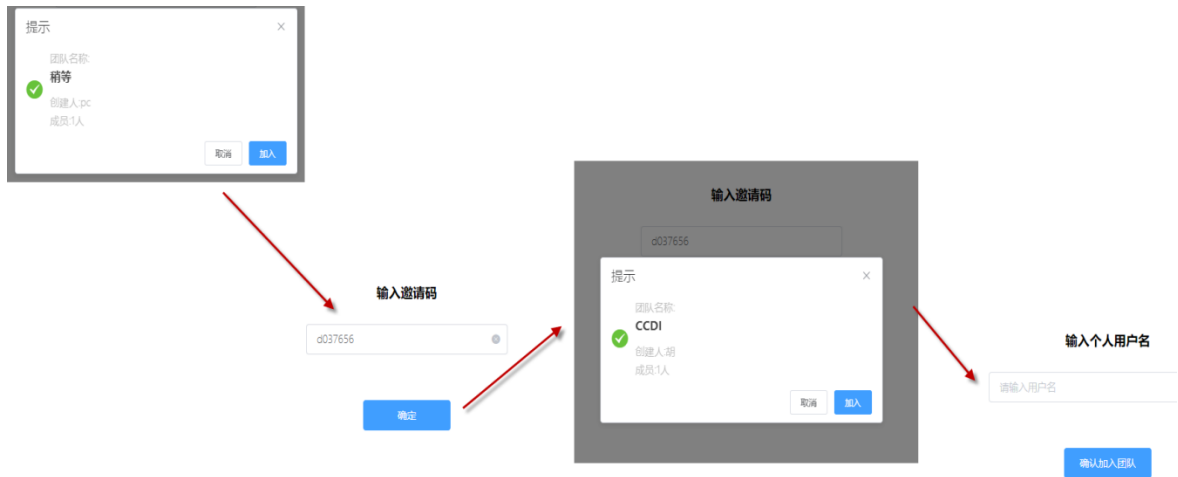 提示
团队名称:
稍等
创建人:pc
成员:1人
取消
加入
输入邀请码
d037656
确定
输入邀请码
d037656
提示
团队名称:
CCDI
创建人:胡
成员:1人
取消
加入
输入个人用户名
请输入用户名
确认加入团队